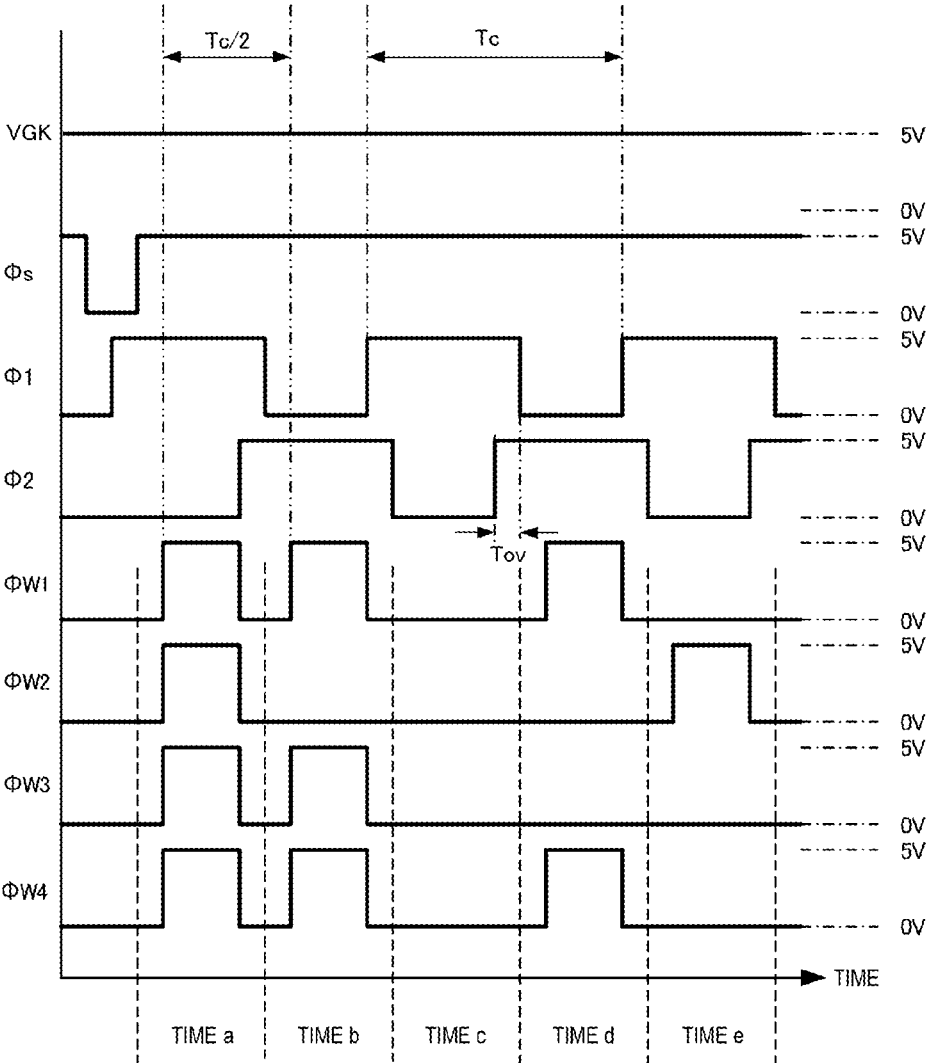 Tc/2
Tc
VGK
5V
0V
Φs
5V
0V
Φ1
5V
0V
Φ2
5V
0V
Tov
ΦW1
5V
0V
ΦW2
5V
0V
ΦW3
5V
0V
ΦW4
5V
0V
TIME
TIME a
TIME b
TIME c
TIME d
TIME e